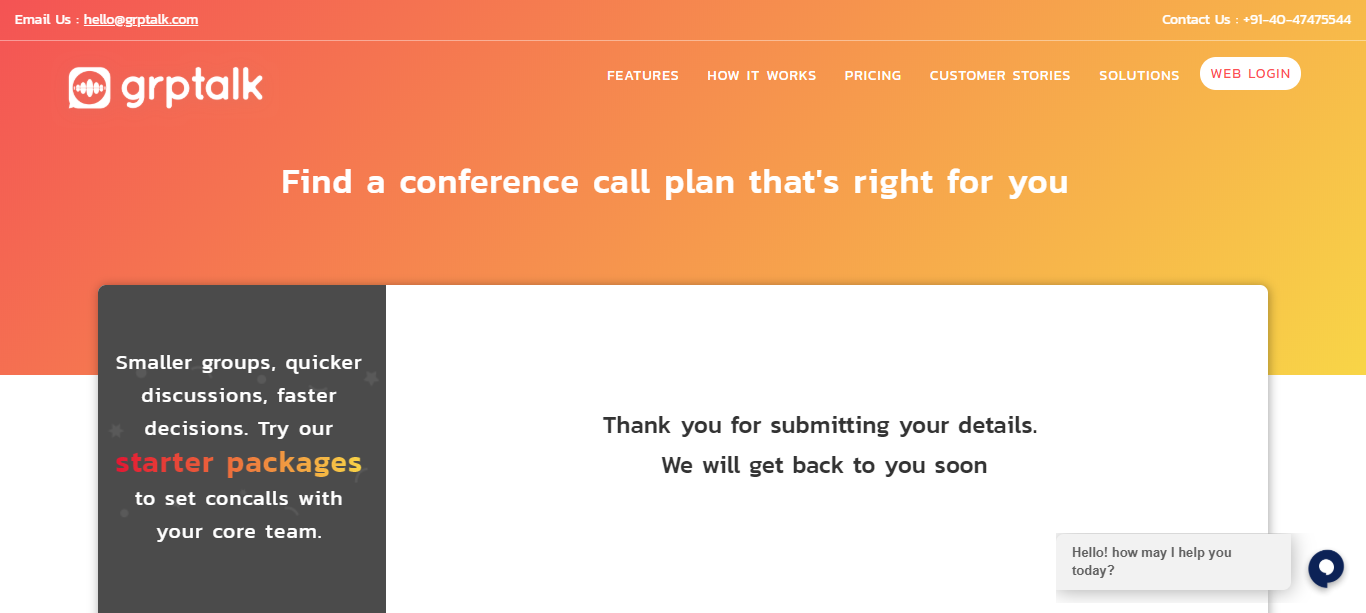 Email Us : hello@grptalk.com
Contact Us : +91-40-47475544
grptalk
FEATURES
HOW IT WORKS
PRICING
CUSTOMER STORIES
SOLUTIONS
WEB LOGIN
Find a conference call plan that's right for you
Smaller groups, quicker
discussions, faster
decisions. Try our
starter packages
to set concalls with
your core team.
Thank you for submitting your details.
We will get back to you soon
Hello! how may I help you
today?